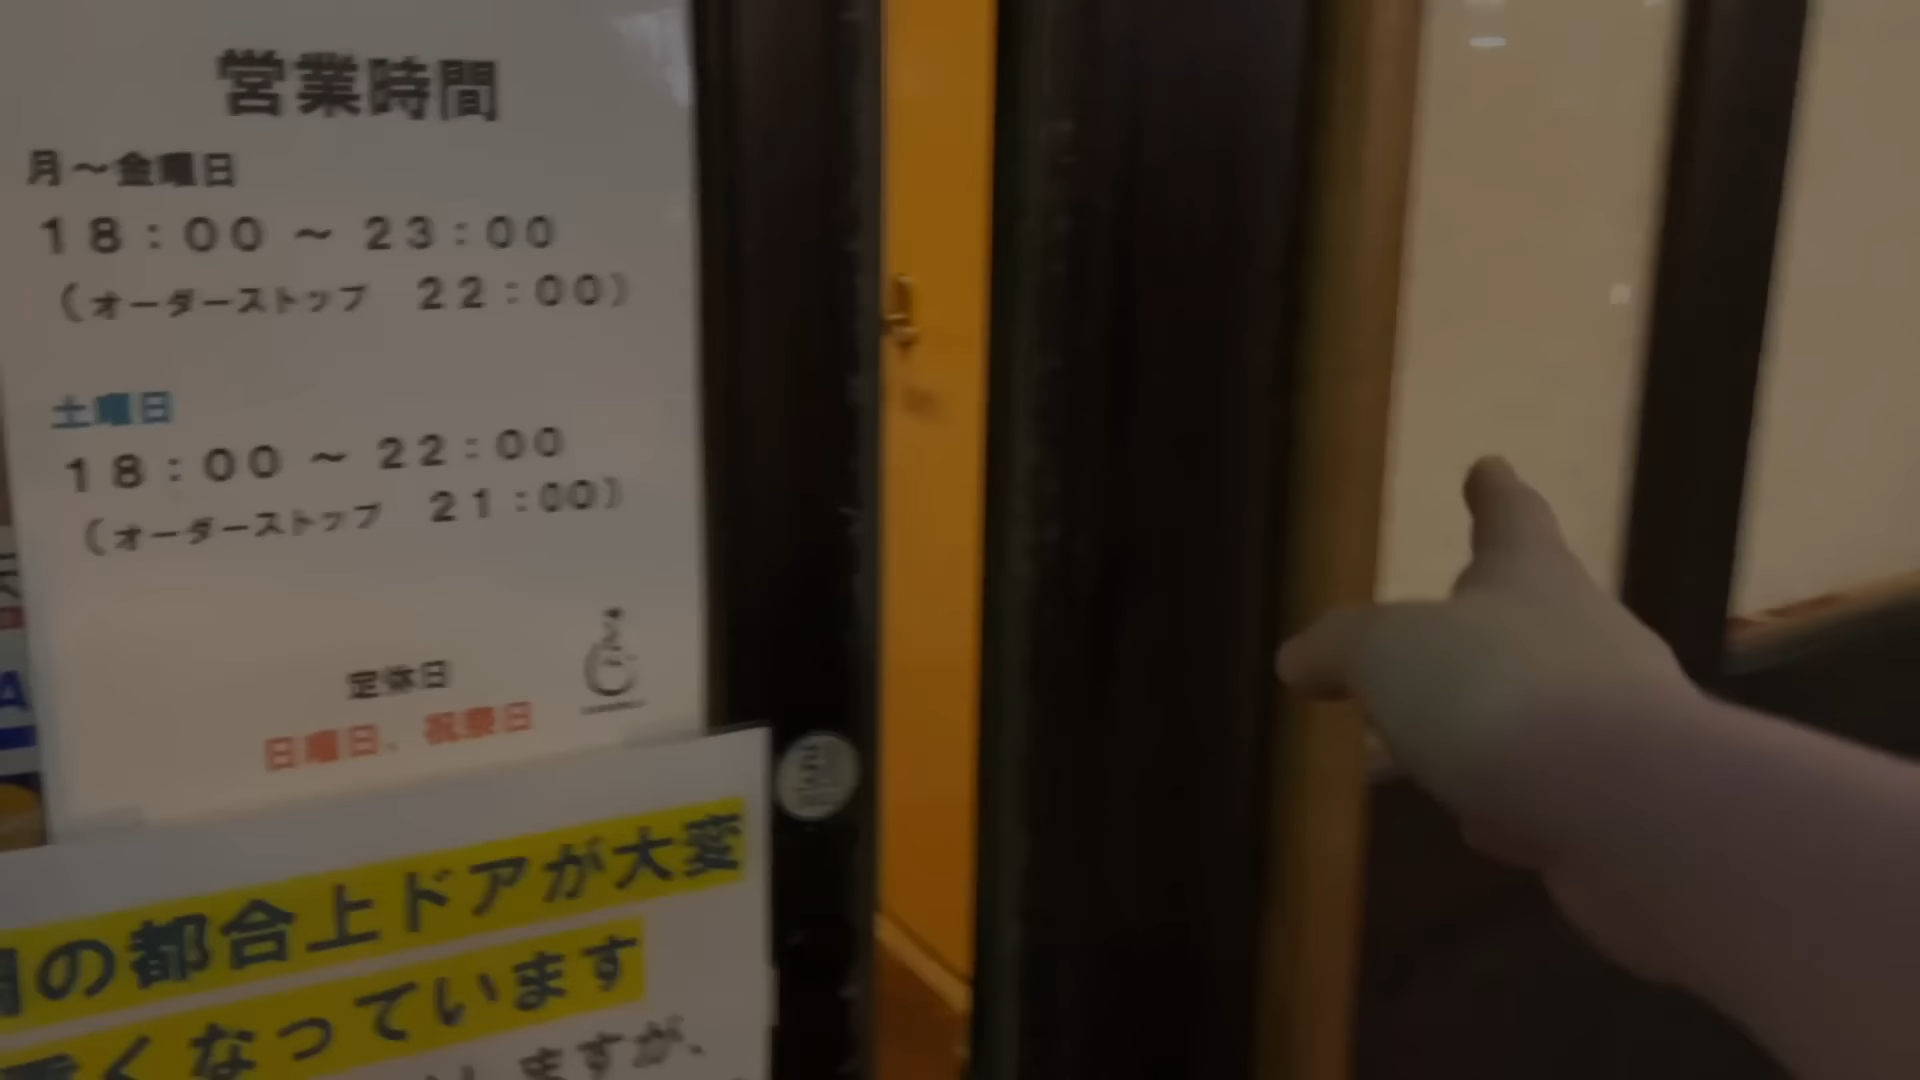 営業時間
月～金曜日
18：00 ～ 23：00
（オーダーストップ　22：00）
土曜日
18：00 ～ 22：00
（オーダーストップ　21：00）
定休日
日曜日、祝祭日
の都合上ドアが大変
くなっています
しますが、